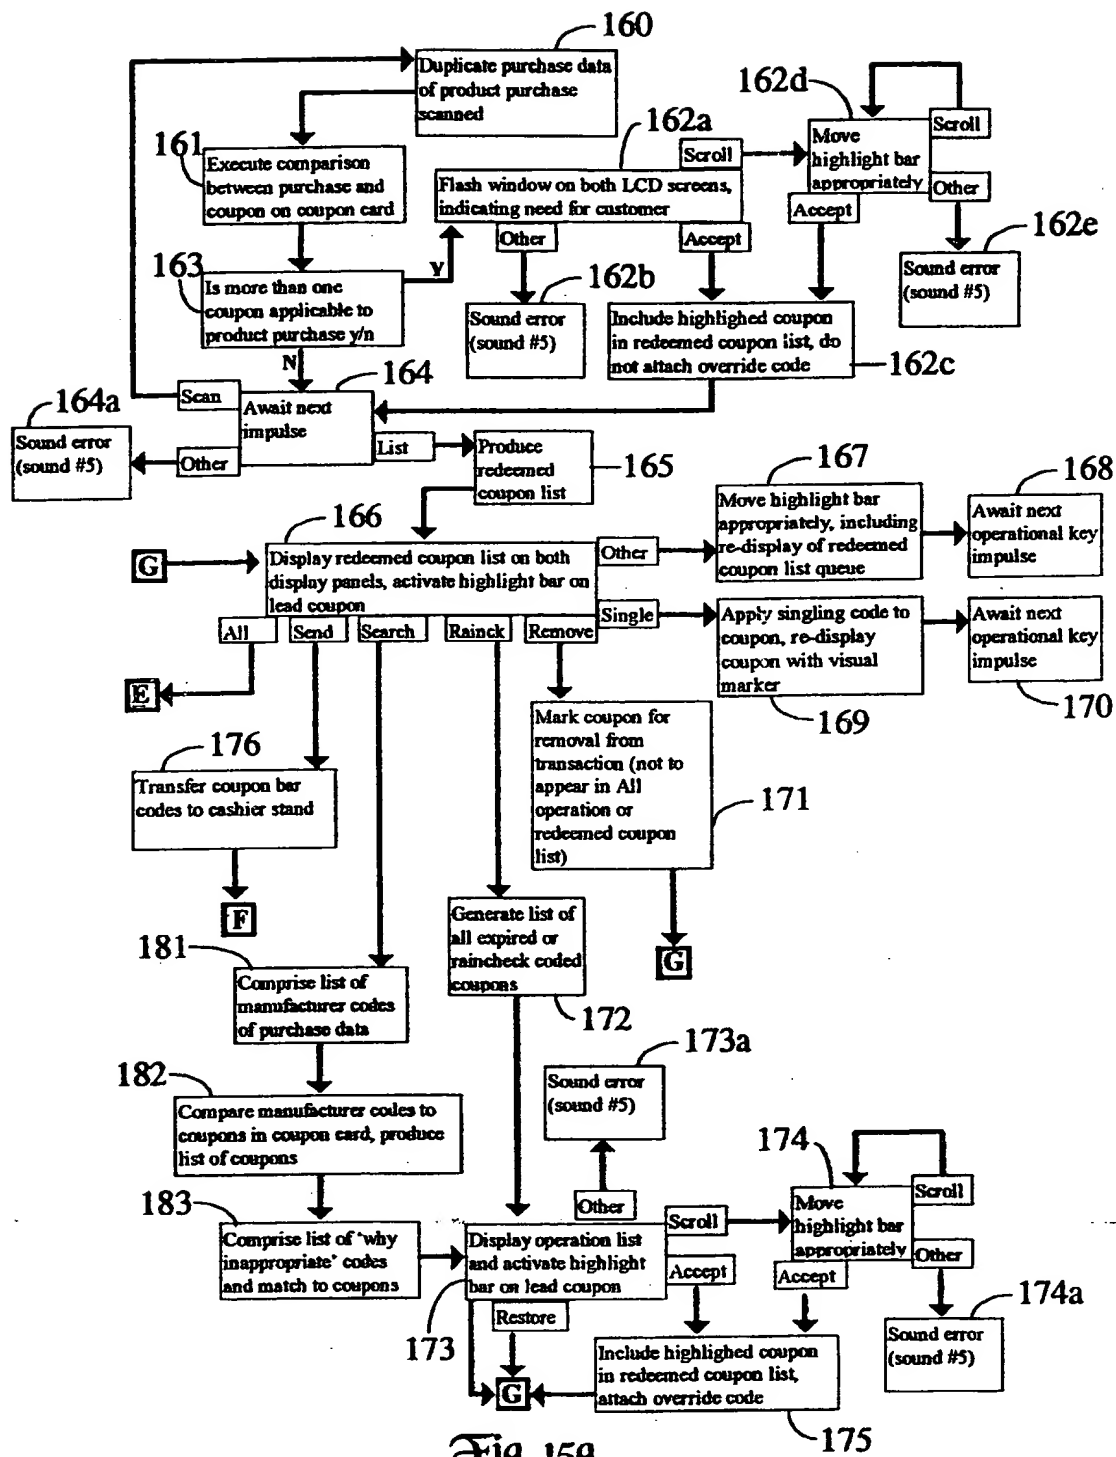 160
Duplicate purchase data
of product purchase
scanned
161
Execute comparison
between purchase and
coupon on coupon card
162a
Flash window on both LCD screens,
indicating need for customer
Scroll
Other
Accept
162d
Move
highlight bar
appropriately
Scroll
Other
Accept
162e
Sound error
(sound #5)
162b
Sound error
(sound #5)
Include highlighed coupon
in redeemed coupon list, do
not attach override code
162c
163
Is more than one
coupon applicable to
product purchase y/n
Y
N
164
Await next
impulse
Scan
Other
List
164a
Sound error
(sound #5)
Produce
redeemed
coupon list
165
166
G
Display redeemed coupon list on both
display panels, activate highlight bar on
lead coupon
Other
Single
All
Send
Search
Rainck
Remove
167
Move highlight bar
appropriately, including
re-display of redeemed
coupon list queue
168
Await next
operational key
impulse
Apply singling code to
coupon, re-display
coupon with visual
marker
169
Await next
operational key
impulse
170
E
176
Transfer coupon bar
codes to cashier stand
F
Mark coupon for
removal from
transaction (not to
appear in All
operation or
redeemed coupon
list)
171
G
Generate list of
all expired or
raincheck coded
coupons
172
181
Comprise list of
manufacturer codes
of purchase data
182
Compare manufacturer codes to
coupons in coupon card, produce
list of coupons
183
Comprise list of 'why
inappropriate' codes
and match to coupons
173a
Sound error
(sound #5)
Other
Display operation list
and activate highlight
bar on lead coupon
Scroll
Accept
Restore
173
174
Move
highlight bar
appropriately
Scroll
Other
Accept
174a
Sound error
(sound #5)
Include highlighed coupon
in redeemed coupon list,
attach override code
175
G
Fig. 159